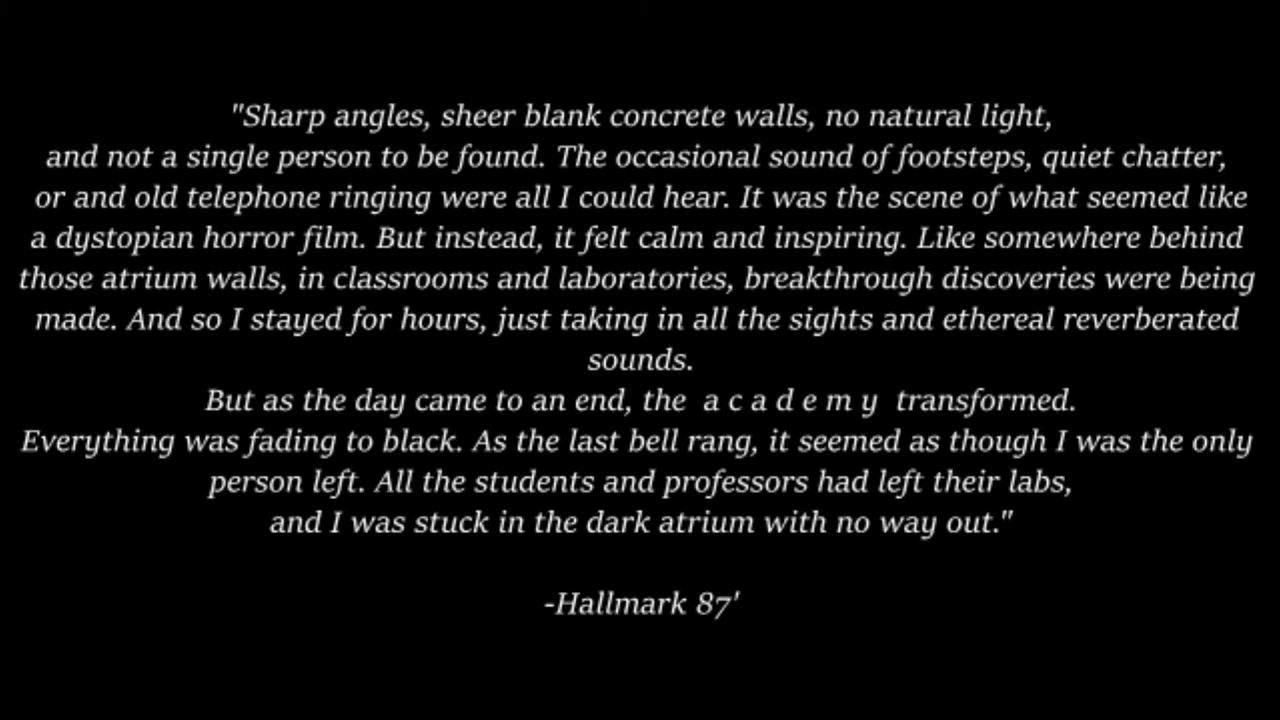 "Sharp angles, sheer blank concrete walls, no natural light,
and not a single person to be found. The occasional sound of footsteps, quiet chatter,
or and old telephone ringing were all I could hear. It was the scene of what seemed like
a dystopian horror film. But instead, it felt calm and inspiring. Like somewhere behind
those atrium walls, in classrooms and laboratories, breakthrough discoveries were being
made. And so I stayed for hours, just taking in all the sights and ethereal reverberated
sounds.
But as the day came to an end, the  a c a d e m y  transformed.
Everything was fading to black. As the last bell rang, it seemed as though I was the only
person left. All the students and professors had left their labs,
and I was stuck in the dark atrium with no way out."
-Hallmark 87'